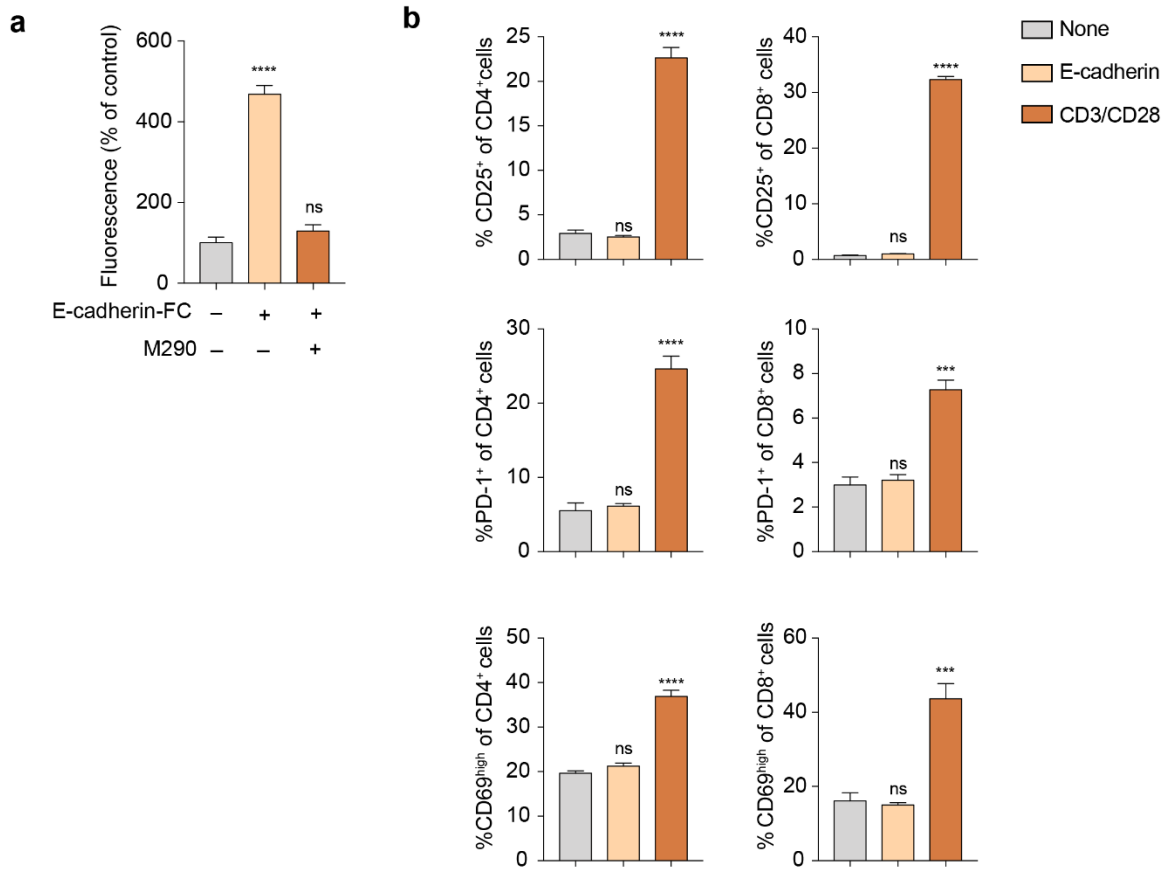 a
Fluorescence (% of control)
600
400
200
0
****
ns
E-cadherin-FC – + +
M290 – – +
b
% CD25⁺ of CD4⁺cells
25
20
15
10
5
0
ns
****
%CD25⁺ of CD8⁺ cells
40
30
20
10
0
ns
****
None
E-cadherin
CD3/CD28
%PD-1⁺ of CD4⁺ cells
30
20
10
0
ns
****
%PD-1⁺ of CD8⁺ cells
10
8
6
4
2
0
ns
***
%CD69ʰⁱᵍʰ of CD4⁺ cells
50
40
30
20
10
0
ns
****
% CD69ʰⁱᵍʰ of CD8⁺ cells
60
40
20
0
ns
***